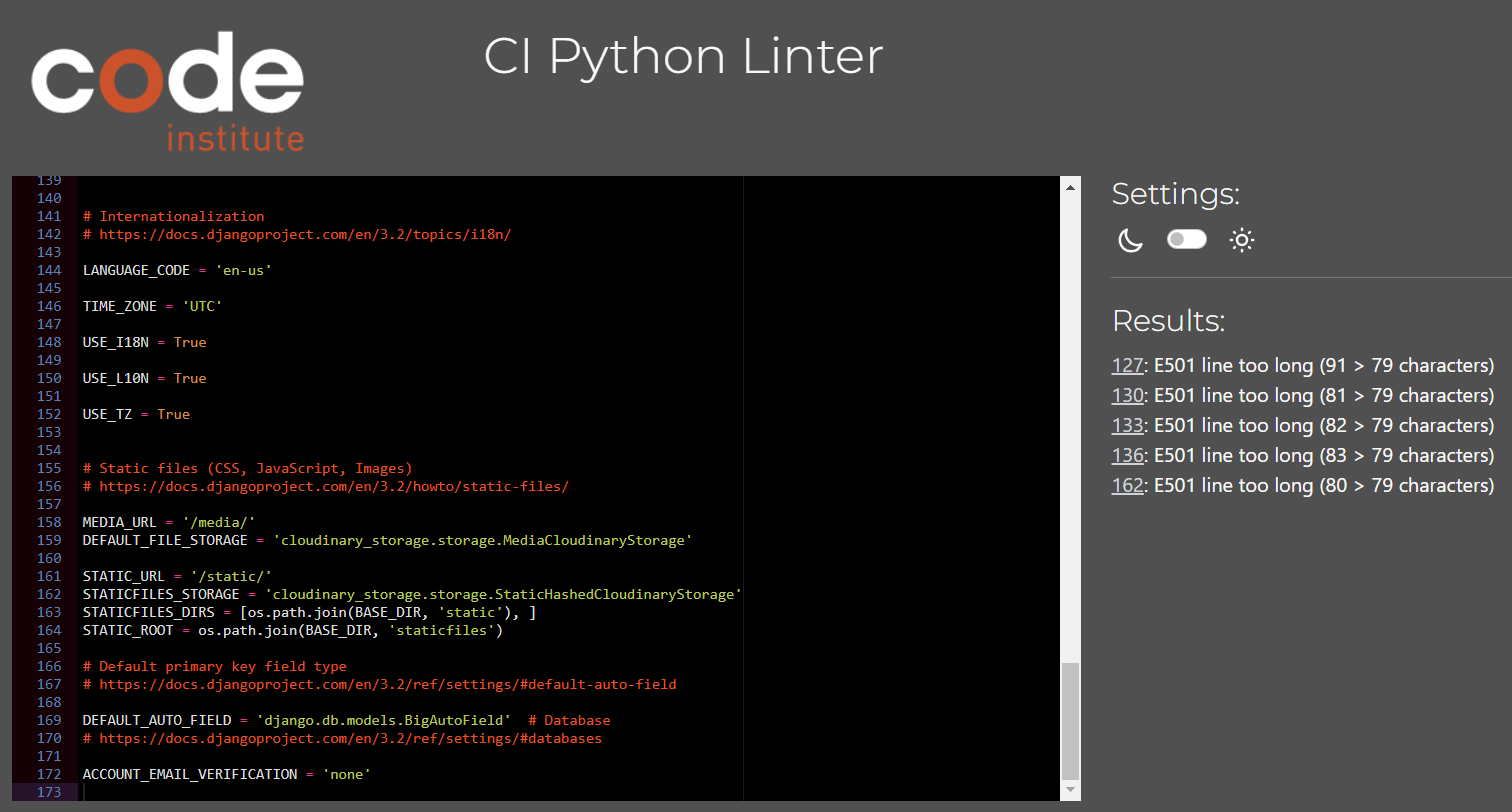 code
institute
CI Python Linter
139
140
141 # Internationalization
142 # https://docs.djangoproject.com/en/3.2/topics/i18n/
143
144 LANGUAGE_CODE = 'en-us'
145
146 TIME_ZONE = 'UTC'
147
148 USE_I18N = True
149
150 USE_L10N = True
151
152 USE_TZ = True
153
154
155 # Static files (CSS, JavaScript, Images)
156 # https://docs.djangoproject.com/en/3.2/howto/static-files/
157
158 MEDIA_URL = '/media/'
159 DEFAULT_FILE_STORAGE = 'cloudinary_storage.storage.MediaCloudinaryStorage'
160
161 STATIC_URL = '/static/'
162 STATICFILES_STORAGE = 'cloudinary_storage.storage.StaticHashedCloudinaryStorage'
163 STATICFILES_DIRS = [os.path.join(BASE_DIR, 'static'), ]
164 STATIC_ROOT = os.path.join(BASE_DIR, 'staticfiles')
165
166 # Default primary key field type
167 # https://docs.djangoproject.com/en/3.2/ref/settings/#default-auto-field
168
169 DEFAULT_AUTO_FIELD = 'django.db.models.BigAutoField'  # Database
170 # https://docs.djangoproject.com/en/3.2/ref/settings/#databases
171
172 ACCOUNT_EMAIL_VERIFICATION = 'none'
173
Settings:
Results:
127: E501 line too long (91 > 79 characters)
130: E501 line too long (81 > 79 characters)
133: E501 line too long (82 > 79 characters)
136: E501 line too long (83 > 79 characters)
162: E501 line too long (80 > 79 characters)